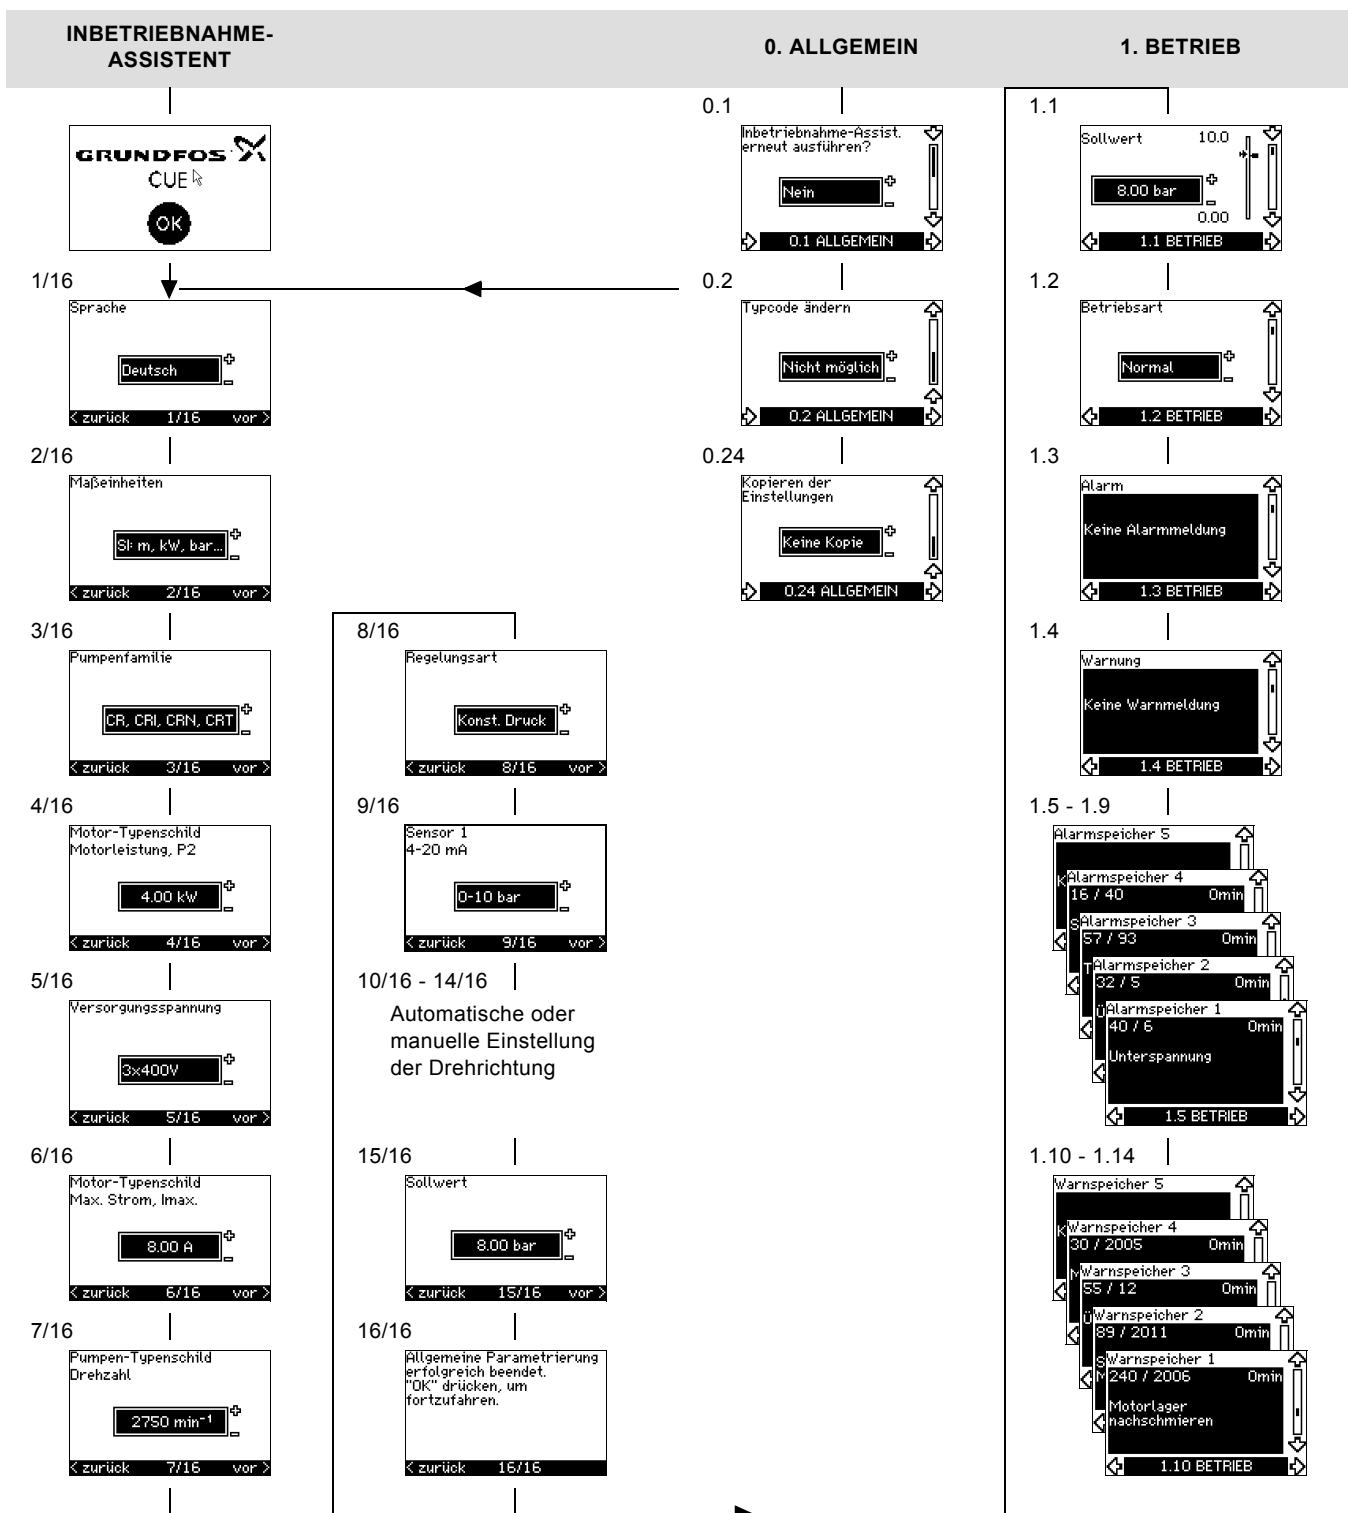 INBETRIEBNAHME-
ASSISTENT
0. ALLGEMEIN
1. BETRIEB
GRUNDFOS
CUE
OK
1/16
Sprache
Deutsch
< zurück 1/16 vor >
2/16
Maßeinheiten
SI: m, kW, bar...
< zurück 2/16 vor >
3/16
Pumpenfamilie
CR, CRI, CRN, CRT
< zurück 3/16 vor >
4/16
Motor-Typenschild
Motorleistung, P2
4.00 kW
< zurück 4/16 vor >
5/16
Versorgungsspannung
3x400V
< zurück 5/16 vor >
6/16
Motor-Typenschild
Max. Strom, Imax.
8.00 A
< zurück 6/16 vor >
7/16
Pumpen-Typenschild
Drehzahl
2750 min⁻¹
< zurück 7/16 vor >
8/16
Regelungsart
Konst. Druck
< zurück 8/16 vor >
9/16
Sensor 1
4-20 mA
0-10 bar
< zurück 9/16 vor >
10/16 - 14/16
Automatische oder
manuelle Einstellung
der Drehrichtung
15/16
Sollwert
8.00 bar
< zurück 15/16 vor >
16/16
Allgemeine Parametrierung
erfolgreich beendet.
"OK" drücken, um
fortzufahren.
< zurück 16/16
0.1
Inbetriebnahme-Assist.
erneut ausführen?
Nein
0.1 ALLGEMEIN
0.2
Typcode ändern
Nicht möglich
0.2 ALLGEMEIN
0.24
Kopieren der
Einstellungen
Keine Kopie
0.24 ALLGEMEIN
1.1
Sollwert 10.0
8.00 bar
0.00
1.1 BETRIEB
1.2
Betriebsart
Normal
1.2 BETRIEB
1.3
Alarm
Keine Alarmmeldung
1.3 BETRIEB
1.4
Warnung
Keine Warnmeldung
1.4 BETRIEB
1.5 - 1.9
Alarmspeicher 5
K
Alarmspeicher 4
16 / 40 0min
S
Alarmspeicher 3
57 / 93 0min
T
Alarmspeicher 2
32 / 5 0min
Ü
Alarmspeicher 1
40 / 6 0min
Unterspannung
1.5 BETRIEB
1.10 - 1.14
Warnspeicher 5
K
Warnspeicher 4
30 / 2005 0min
M
Warnspeicher 3
55 / 12 0min
Ü
Warnspeicher 2
89 / 2011 0min
S
M
Warnspeicher 1
240 / 2006 0min
Motorlager
nachschmieren
1.10 BETRIEB